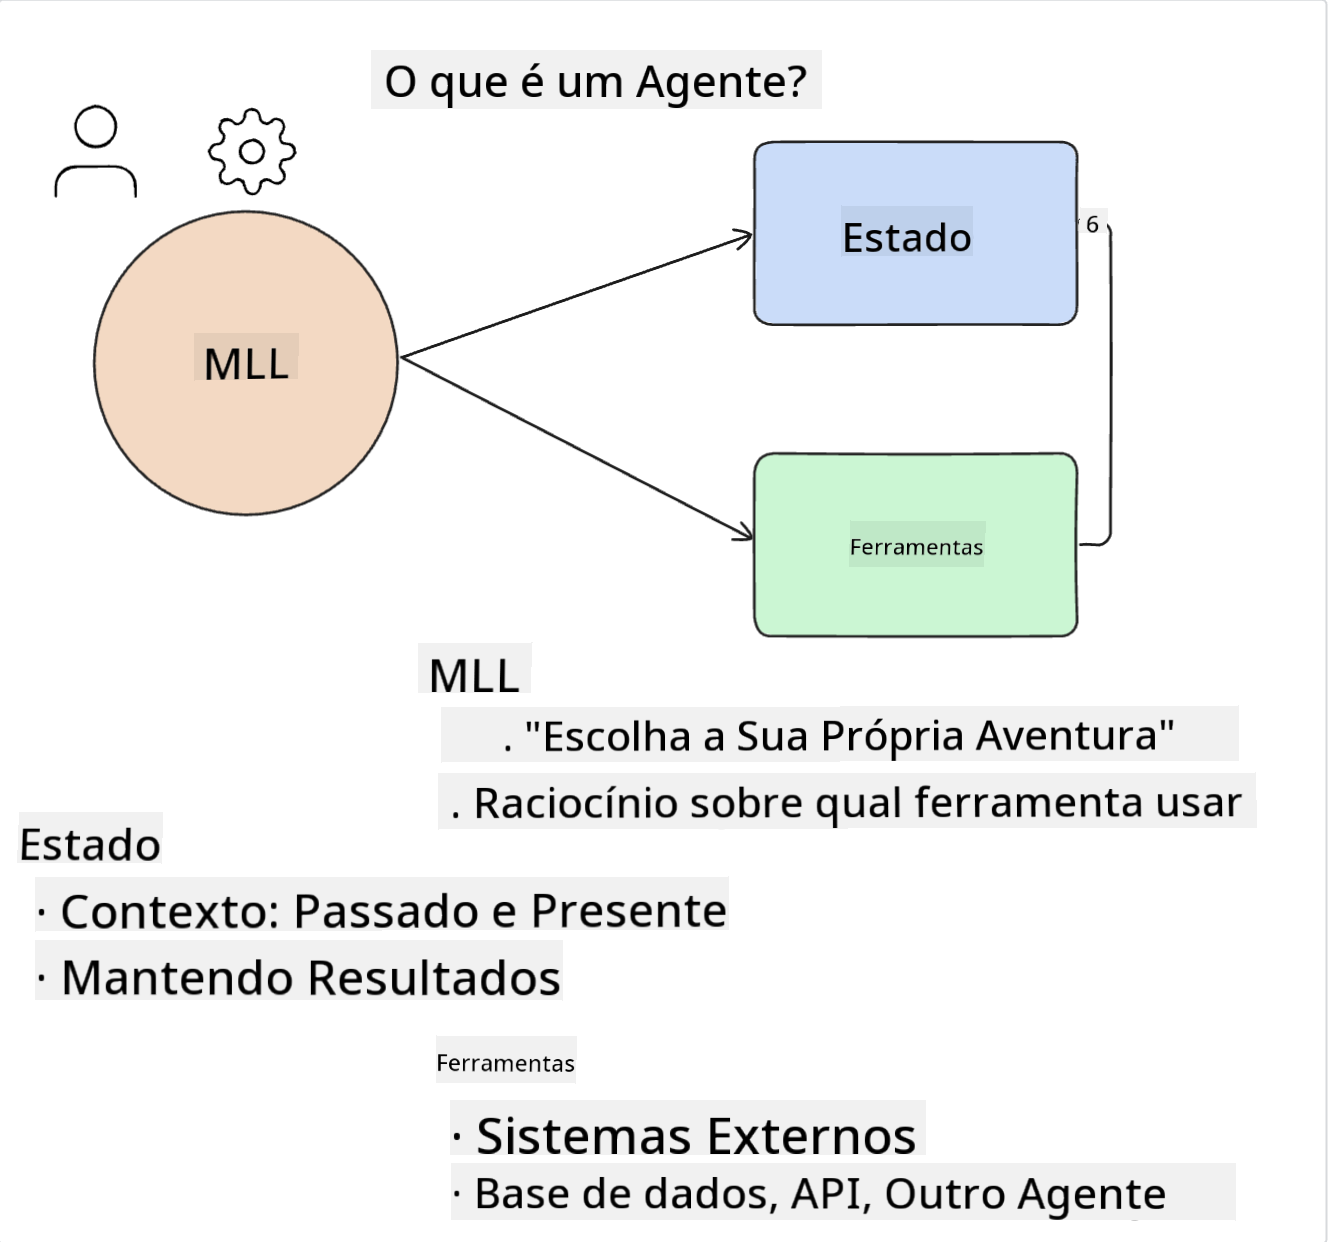 O que é um Agente?
Estado
6
MLL
Ferramentas
MLL
. "Escolha a Sua Própria Aventura"
. Raciocínio sobre qual ferramenta usar
Estado
· Contexto: Passado e Presente
· Mantendo Resultados
Ferramentas
· Sistemas Externos
· Base de dados, API, Outro Agente